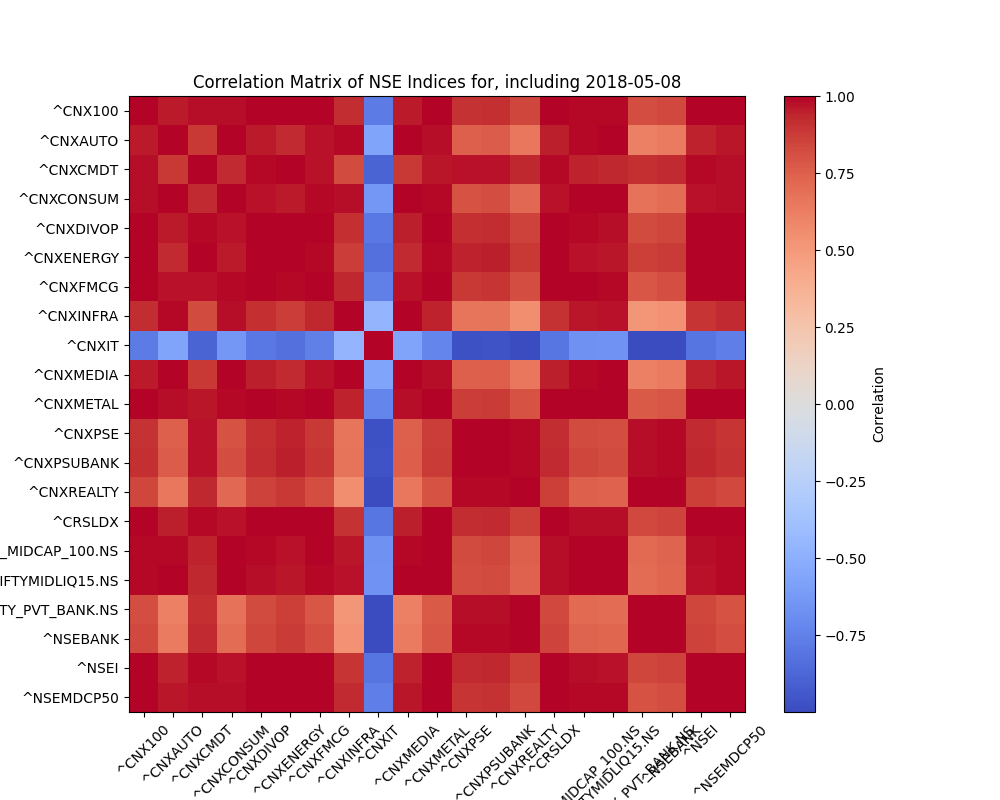 Correlation Matrix of NSE Indices for, including 2018-05-08
^CNX100
^CNXAUTO
^CNXCMDT
^CNXCONSUM
^CNXDIVOP
^CNXENERGY
^CNXFMCG
^CNXINFRA
^CNXIT
^CNXMEDIA
^CNXMETAL
^CNXPSE
^CNXPSUBANK
^CNXREALTY
^CRSLDX
_MIDCAP_100.NS
IFTYMIDLIQ15.NS
TY_PVT_BANK.NS
^NSEBANK
^NSEI
^NSEMDCP50
^CNX100
^CNXAUTO
^CNXCMDT
^CNXCONSUM
^CNXDIVOP
^CNXENERGY
^CNXFMCG
^CNXINFRA
^CNXIT
^CNXMEDIA
^CNXMETAL
^CNXPSE
^CNXPSUBANK
^CNXREALTY
^CRSLDX
MIDCAP_100.NS
TYMIDLIQ15.NS
PVT_BANK.NS
^NSEBANK
^NSEI
^NSEMDCP50
1.00
0.75
0.50
0.25
0.00
−0.25
−0.50
−0.75
Correlation